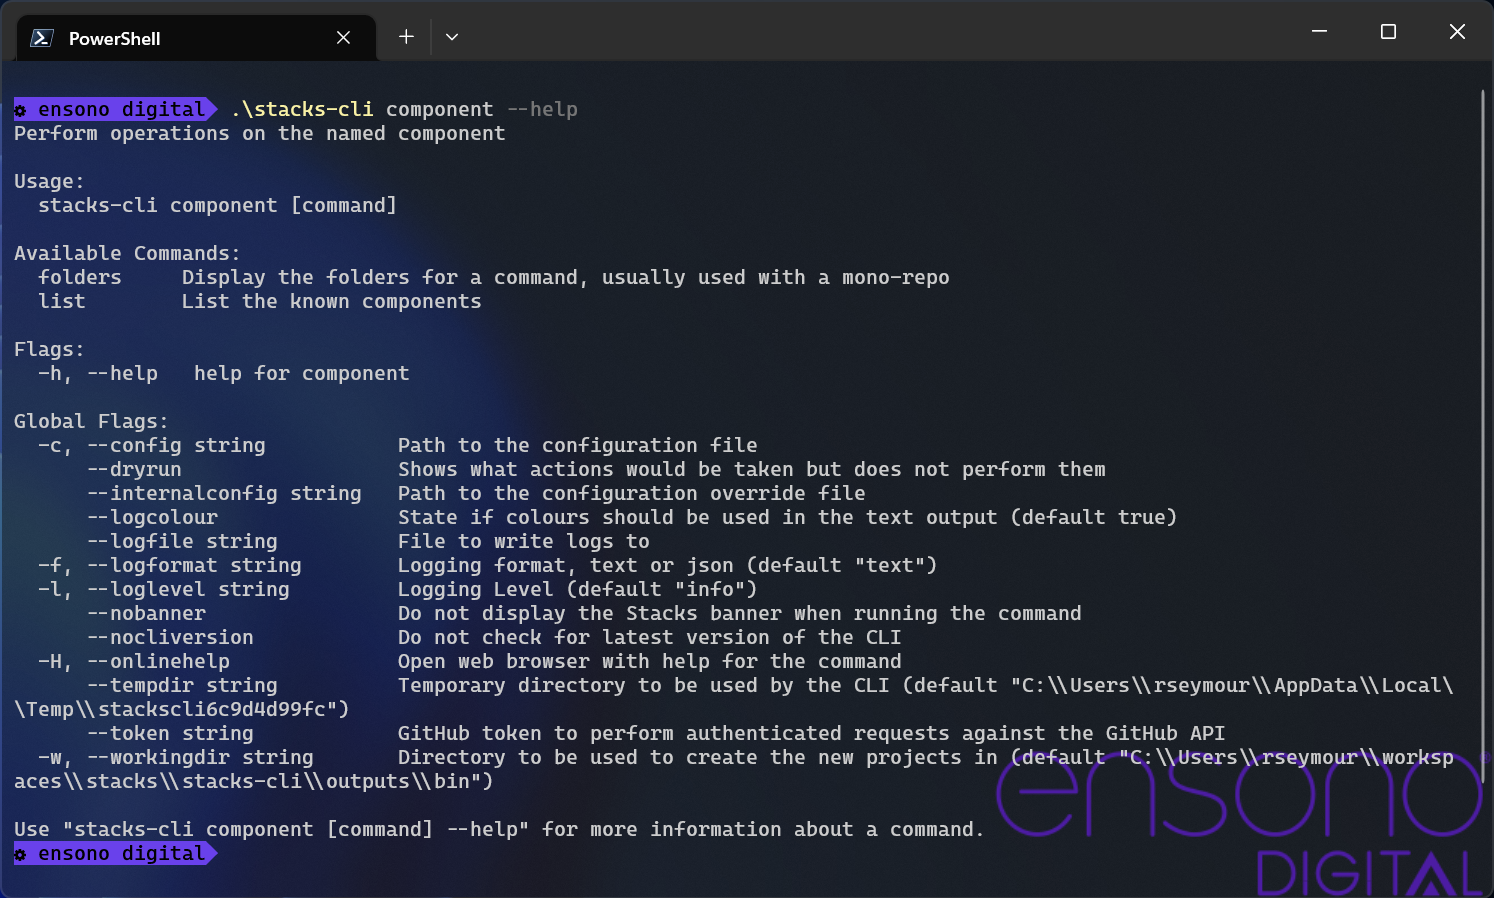 PowerShell
ensono digital .\stacks-cli component --help
Perform operations on the named component
Usage:
  stacks-cli component [command]
Available Commands:
  folders     Display the folders for a command, usually used with a mono-repo
  list        List the known components
Flags:
  -h, --help   help for component
Global Flags:
  -c, --config string           Path to the configuration file
      --dryrun                  Shows what actions would be taken but does not perform them
      --internalconfig string   Path to the configuration override file
      --logcolour               State if colours should be used in the text output (default true)
      --logfile string          File to write logs to
  -f, --logformat string        Logging format, text or json (default "text")
  -l, --loglevel string         Logging Level (default "info")
      --nobanner                Do not display the Stacks banner when running the command
      --nocliversion            Do not check for latest version of the CLI
  -H, --onlinehelp              Open web browser with help for the command
      --tempdir string          Temporary directory to be used by the CLI (default "C:\\Users\\rseymour\\AppData\\Local\
\Temp\\stackscli6c9d4d99fc")
      --token string            GitHub token to perform authenticated requests against the GitHub API
  -w, --workingdir string       Directory to be used to create the new projects in (default "C:\\Users\\rseymour\\worksp
aces\\stacks\\stacks-cli\\outputs\\bin")
Use "stacks-cli component [command] --help" for more information about a command.
ensono digital
ensono®
DIGITAL